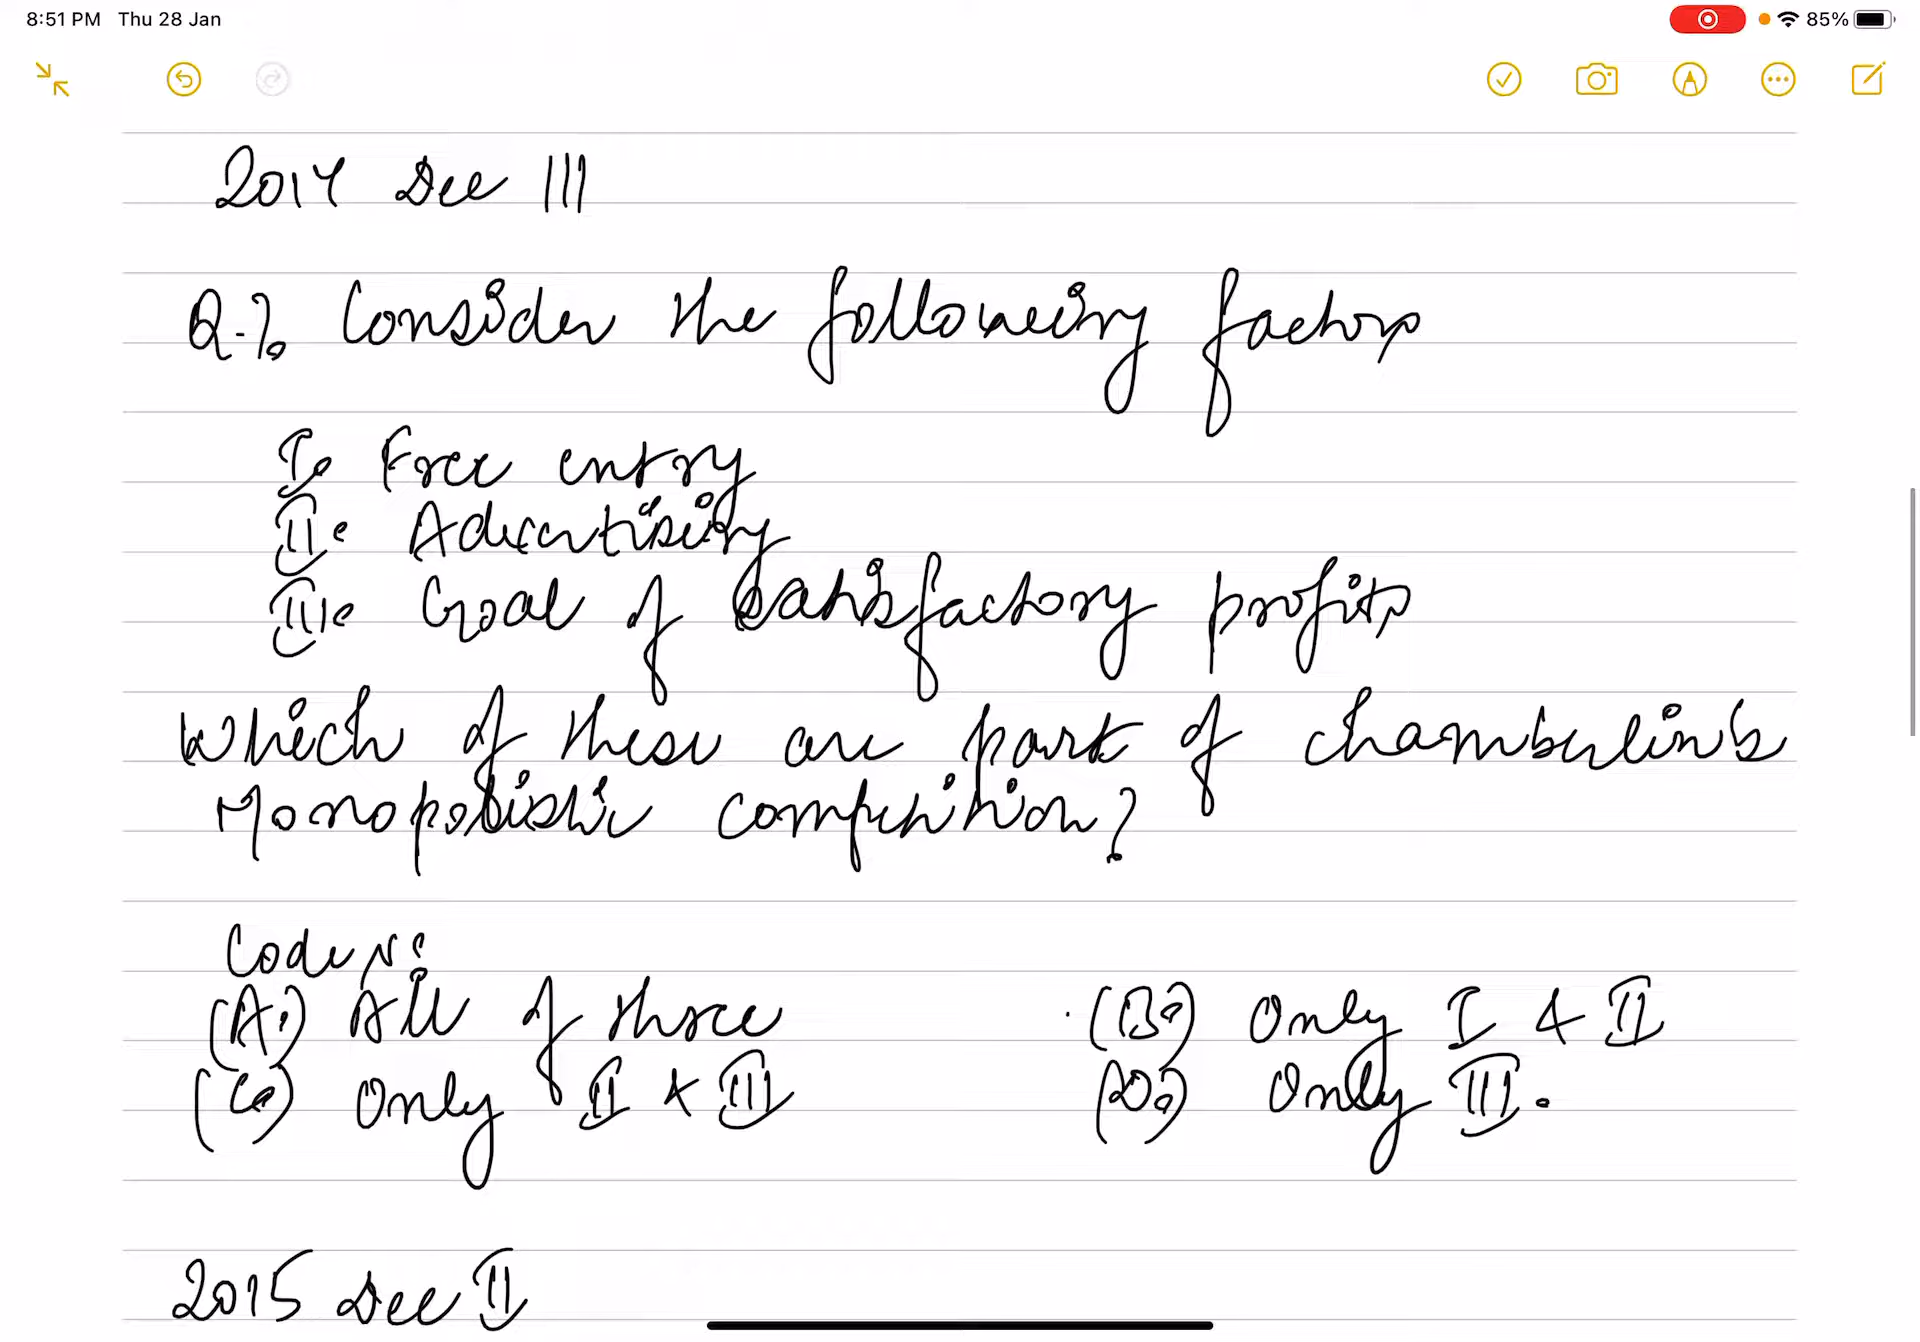 8:51 PM Thu 28 Jan 85%
2014 Dec III
Q.7. Consider the following factors
I. Free entry
II. Advertising
III. Goal of satisfactory profits
Which of these are part of chamberlin's
Monopolistic competition?
Codes:
(A.) All of three (B.) Only I & II
(C.) Only II & III (D.) Only III.
2015 Dec II